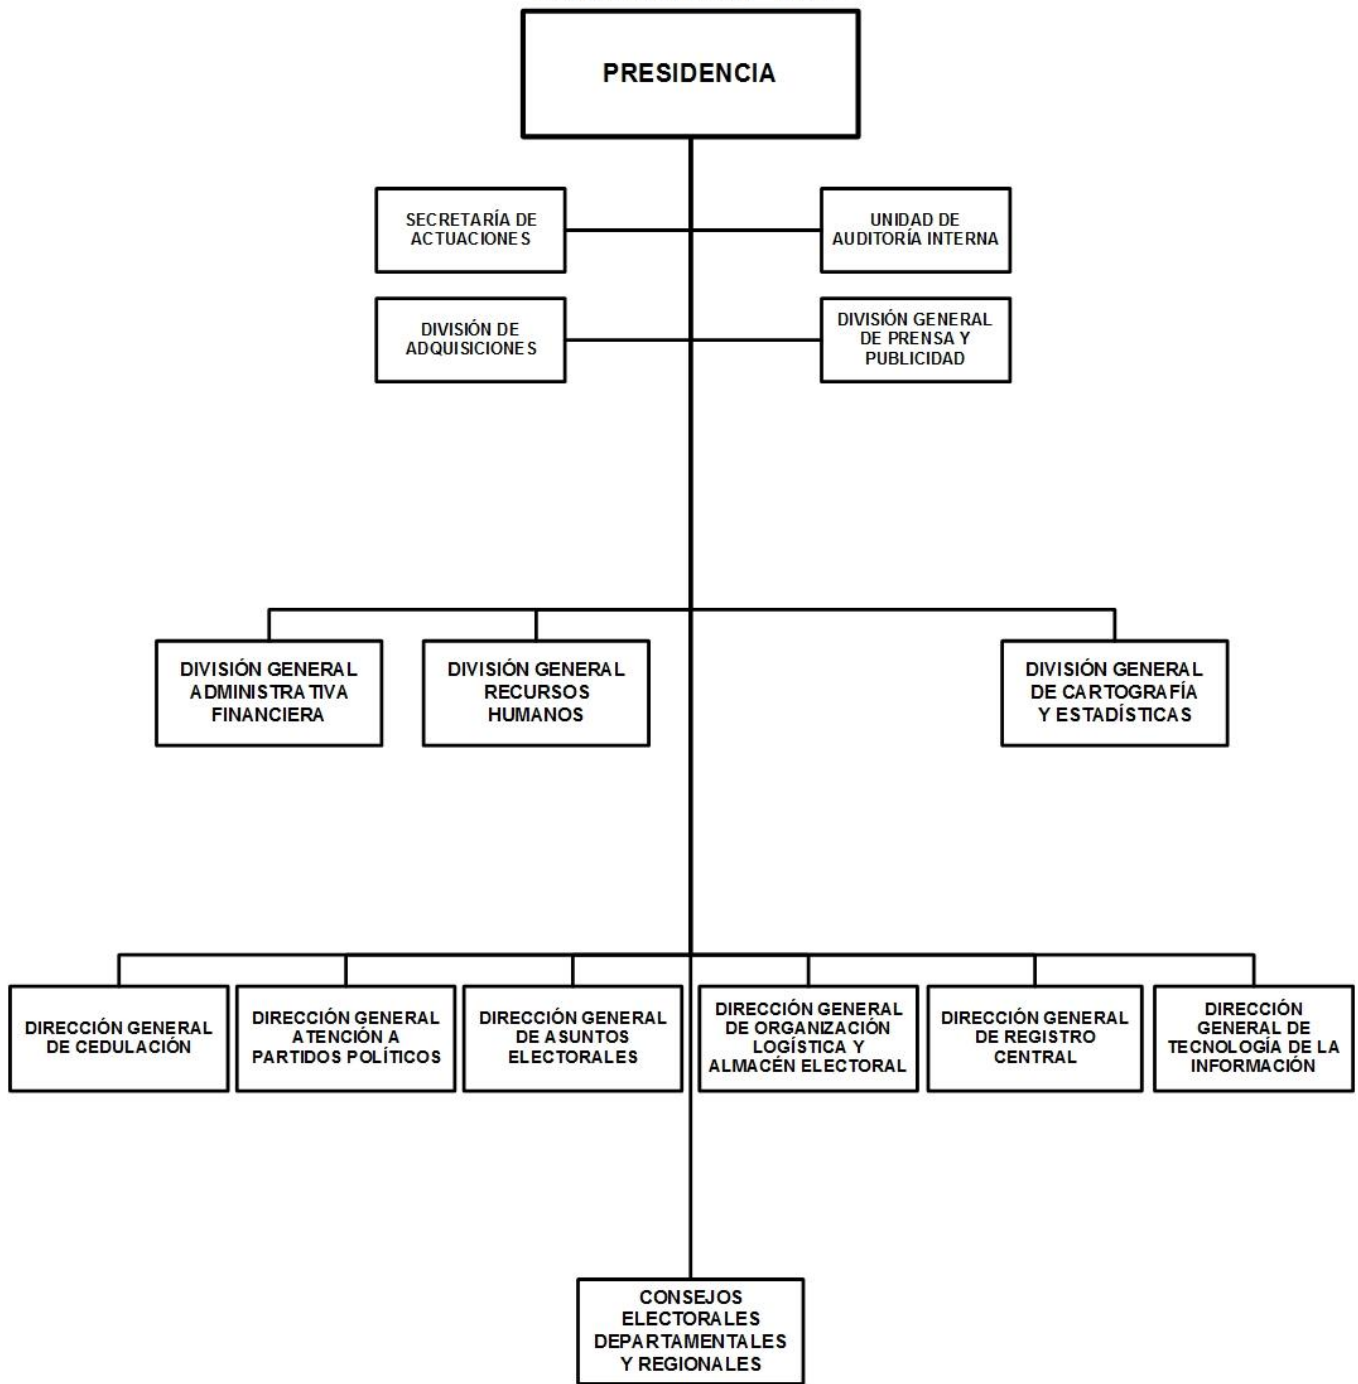 PRESIDENCIA
SECRETARÍA DE
ACTUACIONES
UNIDAD DE
AUDITORÍA INTERNA
DIVISIÓN DE
ADQUISICIONES
DIVISIÓN GENERAL
DE PRENSA Y
PUBLICIDAD
DIVISIÓN GENERAL
ADMINISTRATIVA
FINANCIERA
DIVISIÓN GENERAL
RECURSOS
HUMANOS
DIVISIÓN GENERAL
DE CARTOGRAFÍA
Y ESTADÍSTICAS
DIRECCIÓN GENERAL
DE CEDULACIÓN
DIRECCIÓN GENERAL
ATENCIÓN A
PARTIDOS POLÍTICOS
DIRECCIÓN GENERAL
DE ASUNTOS
ELECTORALES
DIRECCIÓN GENERAL
DE ORGANIZACIÓN
LOGÍSTICA Y
ALMACÉN ELECTORAL
DIRECCIÓN GENERAL
DE REGISTRO
CENTRAL
DIRECCIÓN
GENERAL DE
TECNOLOGÍA DE LA
INFORMACIÓN
CONSEJOS
ELECTORALES
DEPARTAMENTALES
Y REGIONALES